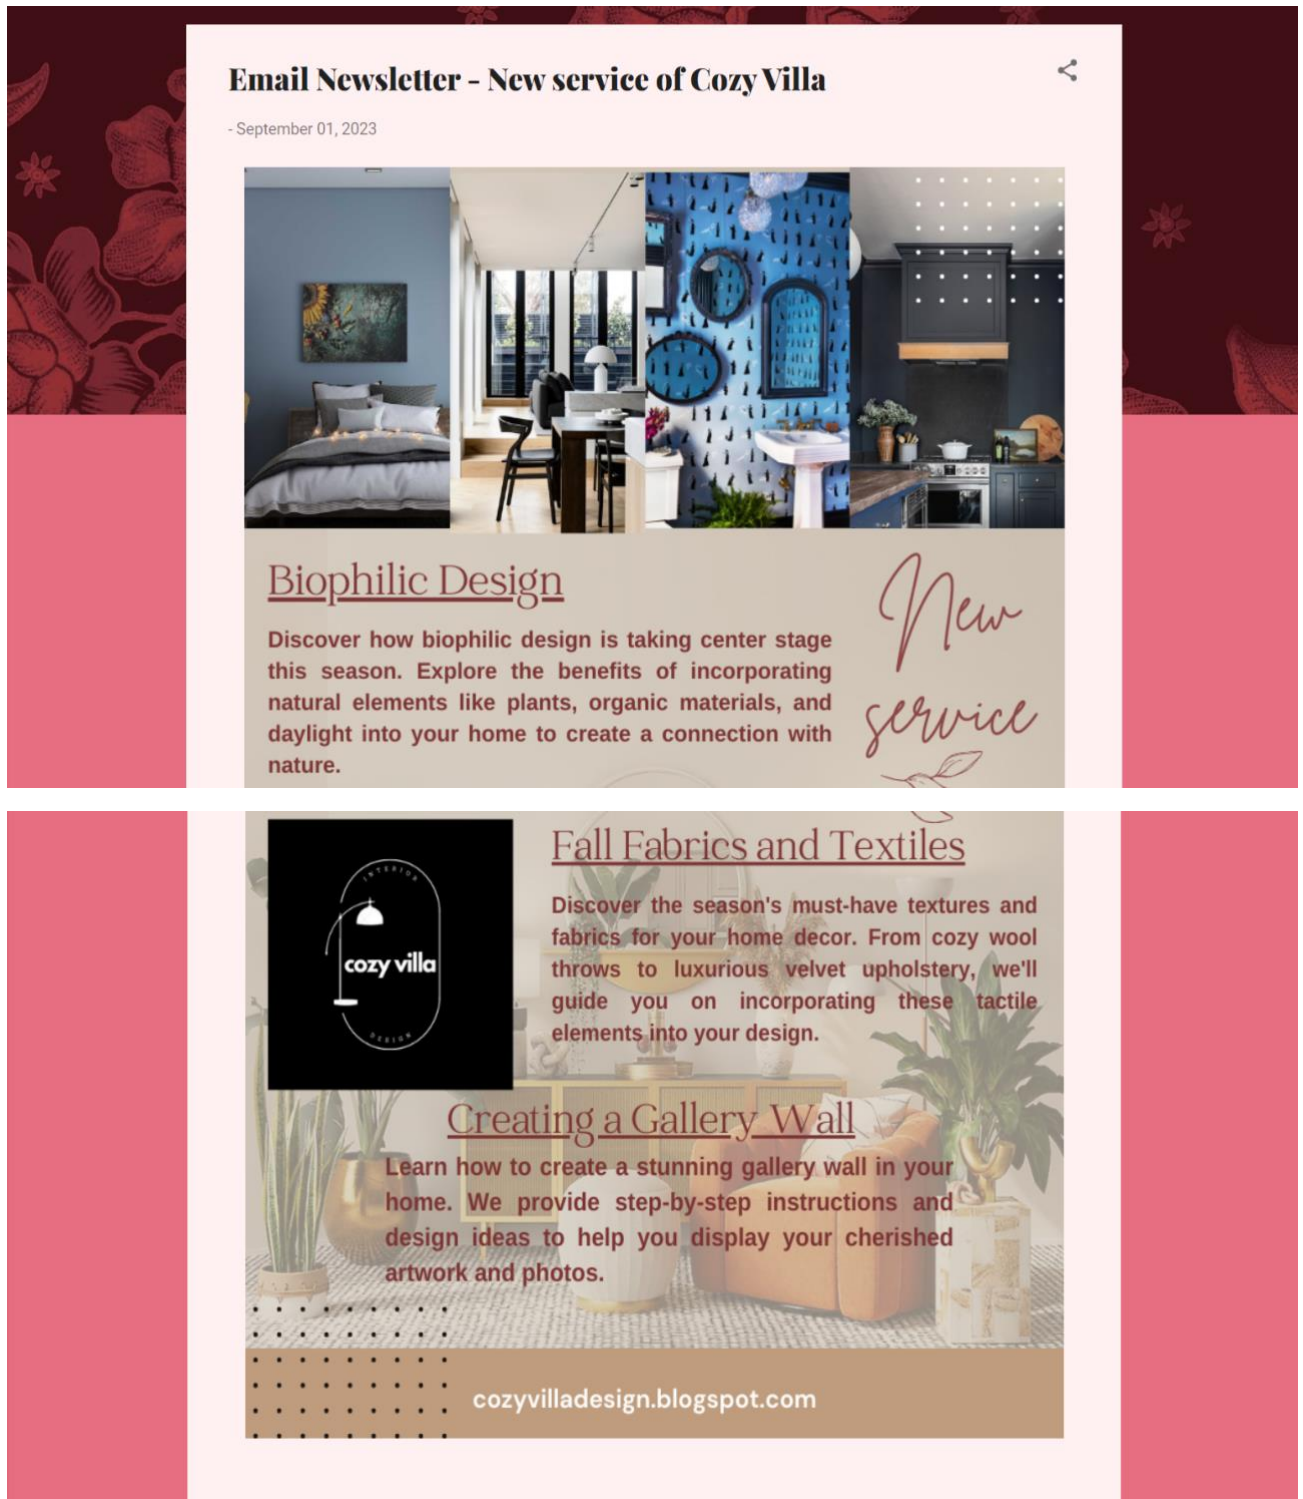 Email Newsletter - New service of Cozy Villa
- September 01, 2023
Biophilic Design
Discover how biophilic design is taking center stage
this season. Explore the benefits of incorporating
natural elements like plants, organic materials, and
daylight into your home to create a connection with
nature.
New
service
INTERIOR
cozy villa
DESIGN
Fall Fabrics and Textiles
Discover the season's must-have textures and
fabrics for your home decor. From cozy wool
throws to luxurious velvet upholstery, we'll
guide you on incorporating these tactile
elements into your design.
Creating a Gallery Wall
Learn how to create a stunning gallery wall in your
home. We provide step-by-step instructions and
design ideas to help you display your cherished
artwork and photos.
cozyvilladesign.blogspot.com